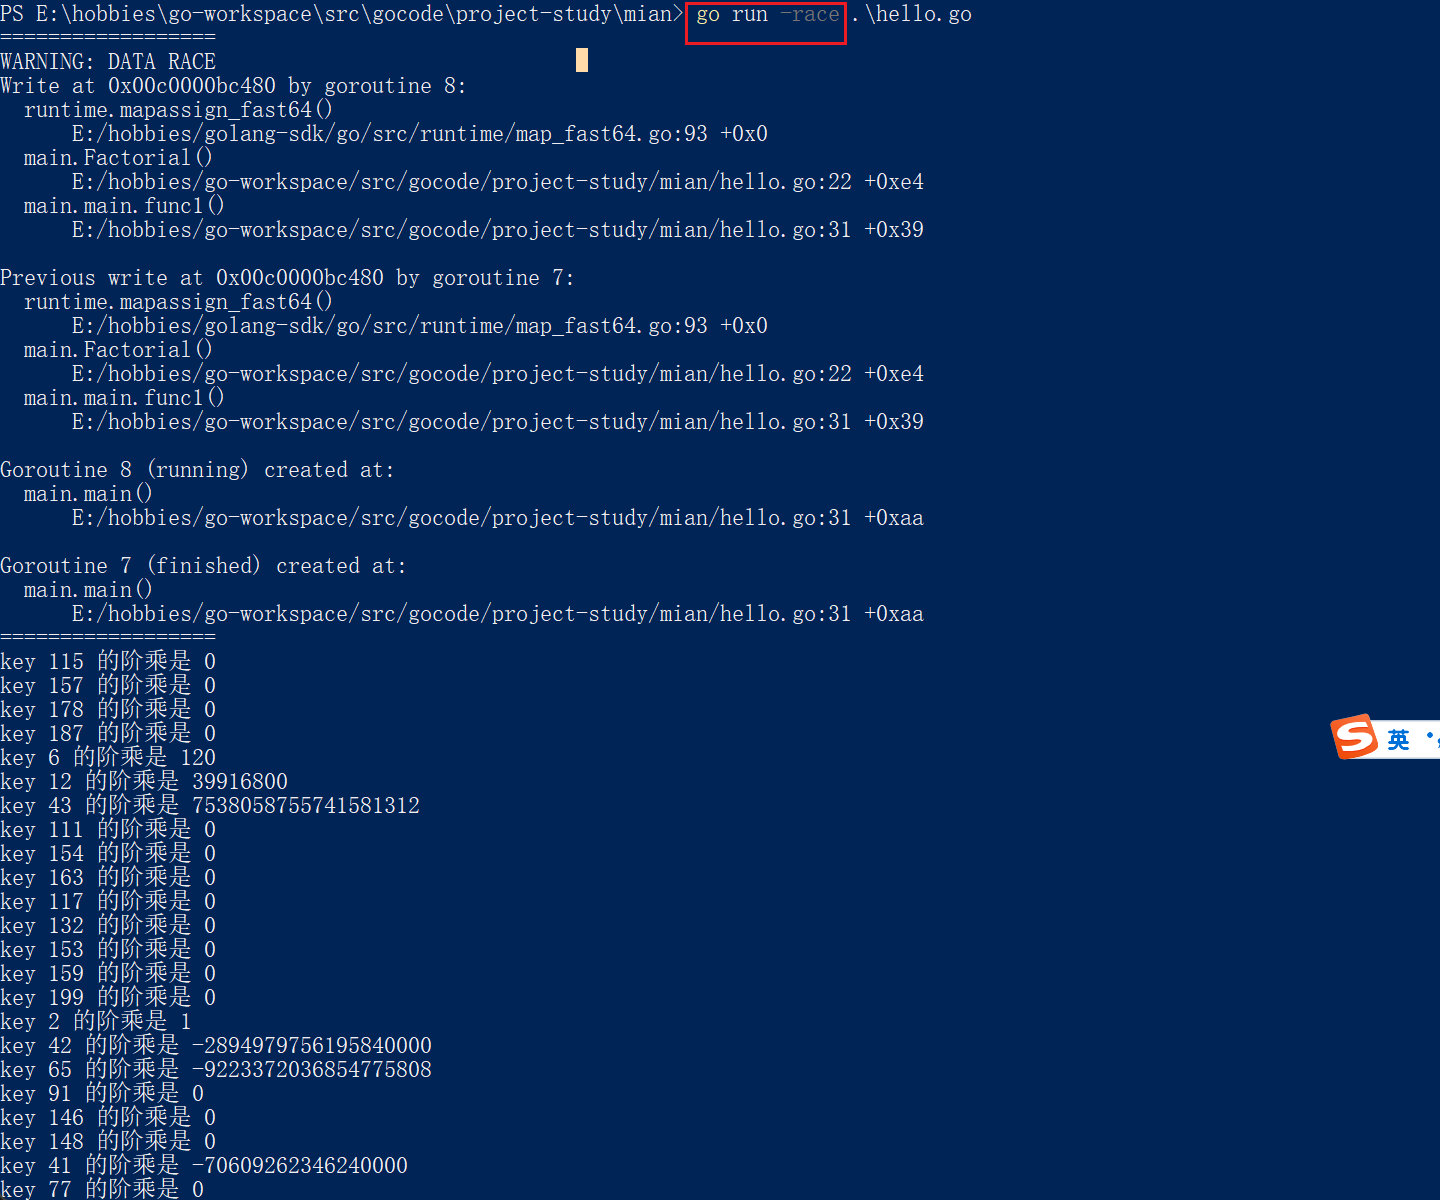 PS E:\hobbies\go-workspace\src\gocode\project-study\mian> go run -race .\hello.go
==================
WARNING: DATA RACE
Write at 0x00c0000bc480 by goroutine 8:
  runtime.mapassign_fast64()
      E:/hobbies/golang-sdk/go/src/runtime/map_fast64.go:93 +0x0
  main.Factorial()
      E:/hobbies/go-workspace/src/gocode/project-study/mian/hello.go:22 +0xe4
  main.main.func1()
      E:/hobbies/go-workspace/src/gocode/project-study/mian/hello.go:31 +0x39

Previous write at 0x00c0000bc480 by goroutine 7:
  runtime.mapassign_fast64()
      E:/hobbies/golang-sdk/go/src/runtime/map_fast64.go:93 +0x0
  main.Factorial()
      E:/hobbies/go-workspace/src/gocode/project-study/mian/hello.go:22 +0xe4
  main.main.func1()
      E:/hobbies/go-workspace/src/gocode/project-study/mian/hello.go:31 +0x39

Goroutine 8 (running) created at:
  main.main()
      E:/hobbies/go-workspace/src/gocode/project-study/mian/hello.go:31 +0xaa

Goroutine 7 (finished) created at:
  main.main()
      E:/hobbies/go-workspace/src/gocode/project-study/mian/hello.go:31 +0xaa
==================
key 115 的阶乘是 0
key 157 的阶乘是 0
key 178 的阶乘是 0
key 187 的阶乘是 0
key 6 的阶乘是 120
key 12 的阶乘是 39916800
key 43 的阶乘是 7538058755741581312
key 111 的阶乘是 0
key 154 的阶乘是 0
key 163 的阶乘是 0
key 117 的阶乘是 0
key 132 的阶乘是 0
key 153 的阶乘是 0
key 159 的阶乘是 0
key 199 的阶乘是 0
key 2 的阶乘是 1
key 42 的阶乘是 -2894979756195840000
key 65 的阶乘是 -9223372036854775808
key 91 的阶乘是 0
key 146 的阶乘是 0
key 148 的阶乘是 0
key 41 的阶乘是 -70609262346240000
key 77 的阶乘是 0
S 英